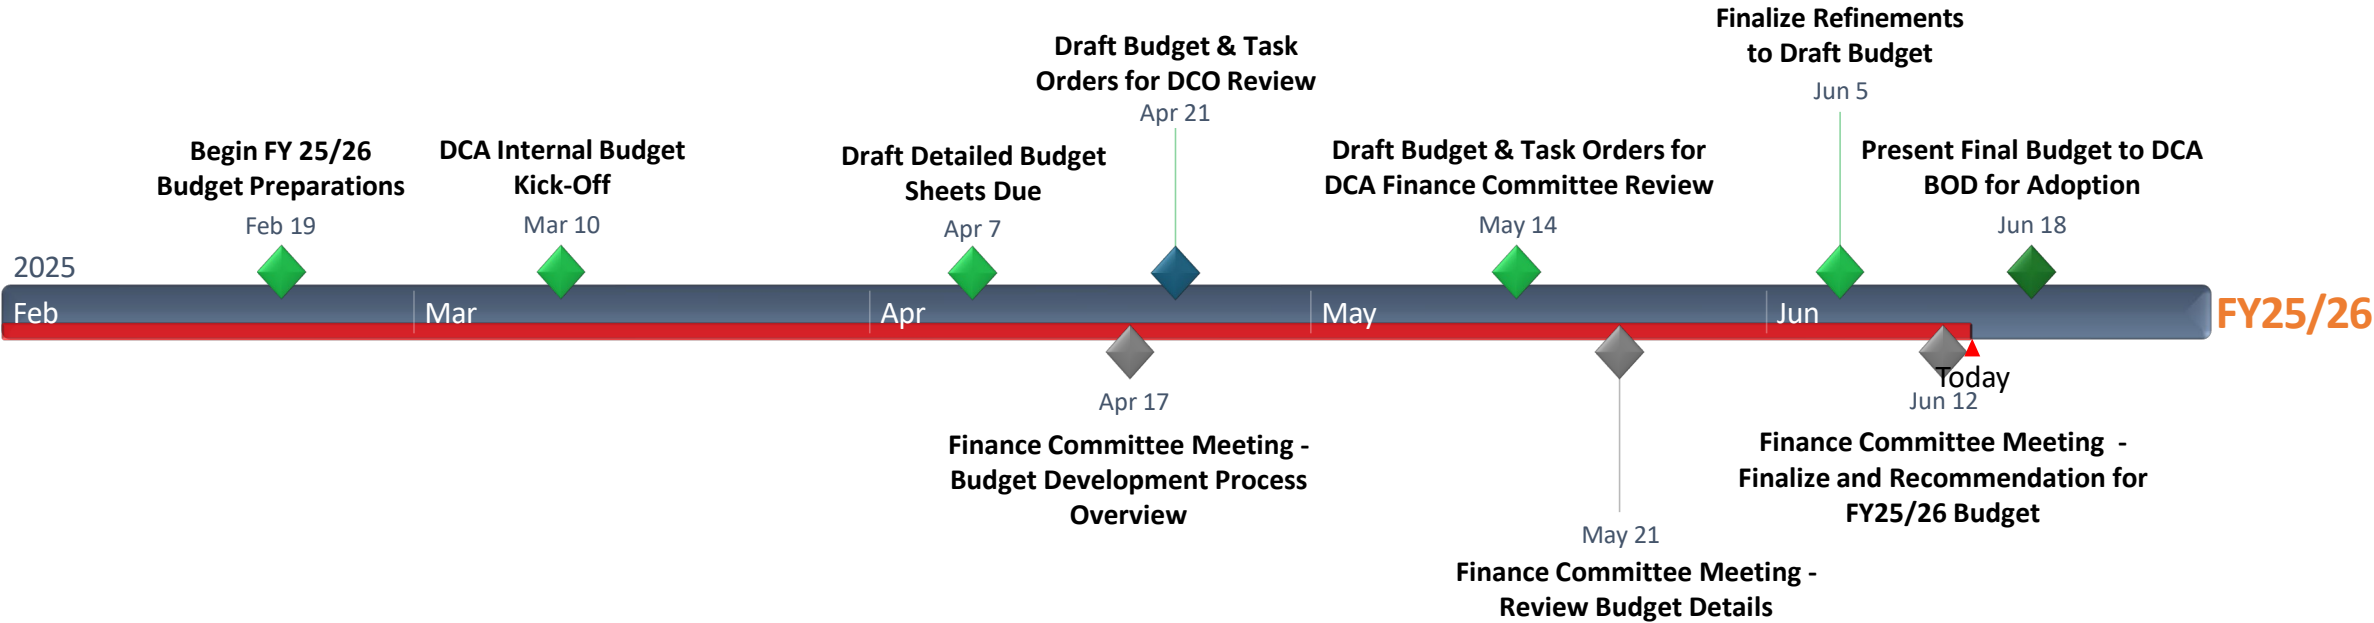 Finalize Refinements
to Draft Budget
Jun 5
Draft Budget & Task
Orders for DCO Review
Apr 21
Begin FY 25/26
Budget Preparations
Feb 19
DCA Internal Budget
Kick-Off
Mar 10
Draft Detailed Budget
Sheets Due
Apr 7
Draft Budget & Task Orders for
DCA Finance Committee Review
May 14
Present Final Budget to DCA
BOD for Adoption
Jun 18
2025
Feb
Mar
Apr
May
Jun
FY25/26
Today
Apr 17
Finance Committee Meeting -
Budget Development Process
Overview
May 21
Finance Committee Meeting -
Review Budget Details
Jun 12
Finance Committee Meeting -
Finalize and Recommendation for
FY25/26 Budget